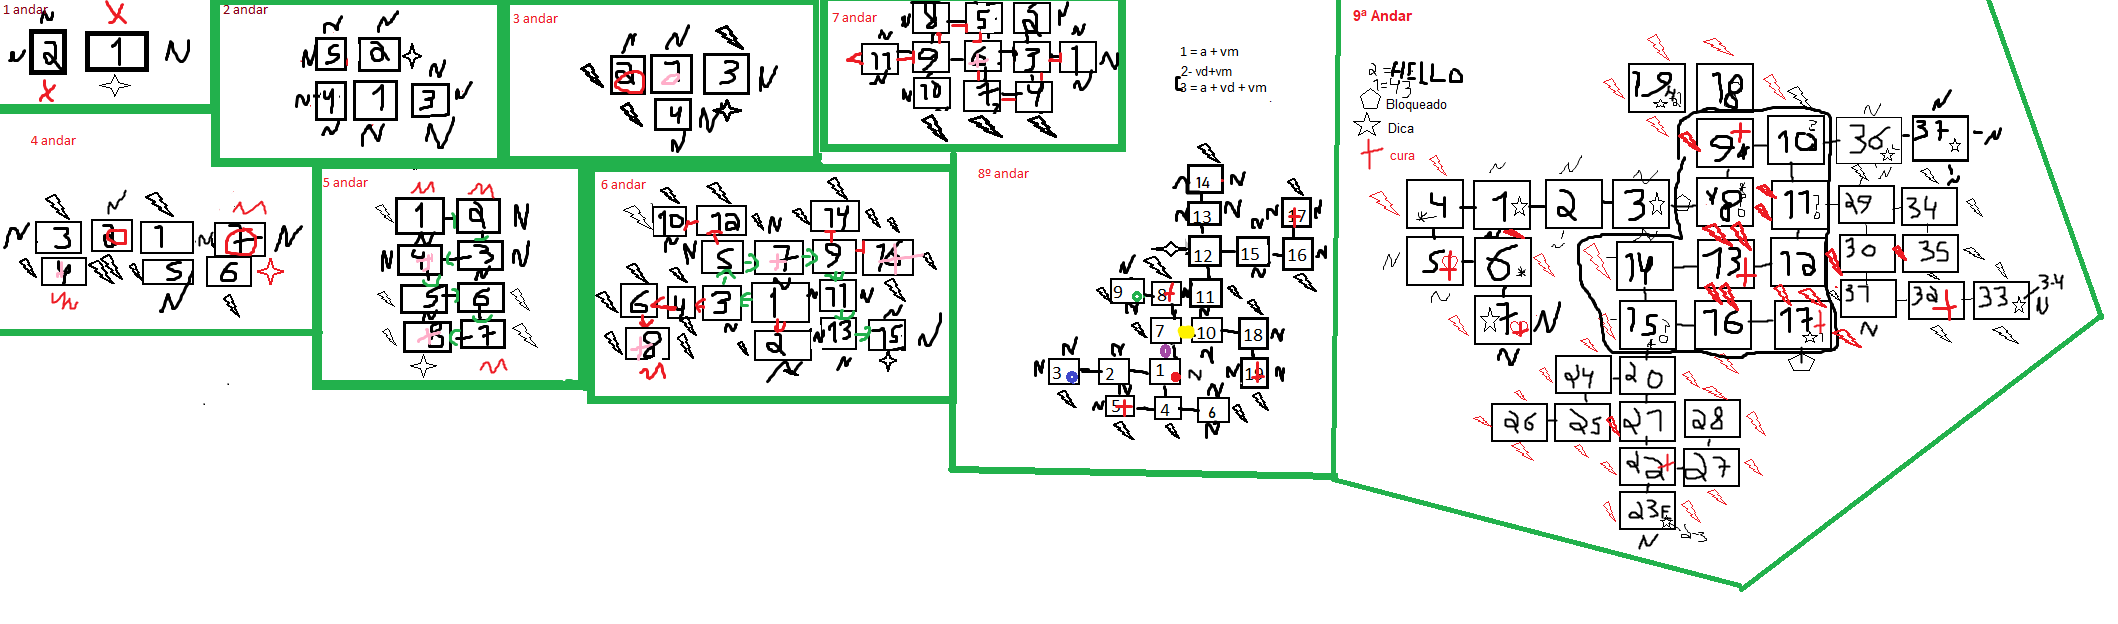 1 andar
N X
N 2 1 N
X
2 andar
N N
N 5 2
N
N 4 1 3 N
N N N
3 andar
N N
2 1 3 N
4 N
N
4 andar
N
N 3 2 1 N 7 N
4 5 6
N
5 andar
1 2 N
N 4 3 N
5 6
8 7
6 andar
10 12 14
N 5 7 9
6 4 3 1 11 N
N
8 2 N 13 15 N
N
7 andar
8 5 2 N
11 9 6 3 1 N
N 10 7 4
8º andar
14 N
N 13 N 17 N
12 15 16
N N
N
9 8 11
N
7 10 18 N
N N N
3 2 1 N N 19
N N
N 5 4 6
N
1 = a + vm
2- vd+vm
3 = a + vd + vm
9ª Andar
2 = HELLO
1=43
Bloqueado
Dica
cura
19 18
N
9 10 36 37 N
N N
4 1 2 3 8 11 29 34
N 5 6 14 13 12 30 35
N
7 N 15 16 17 31 32 33 3-4
N
N N
24 20
26 25 21 28
22 27
23E
2-3
N